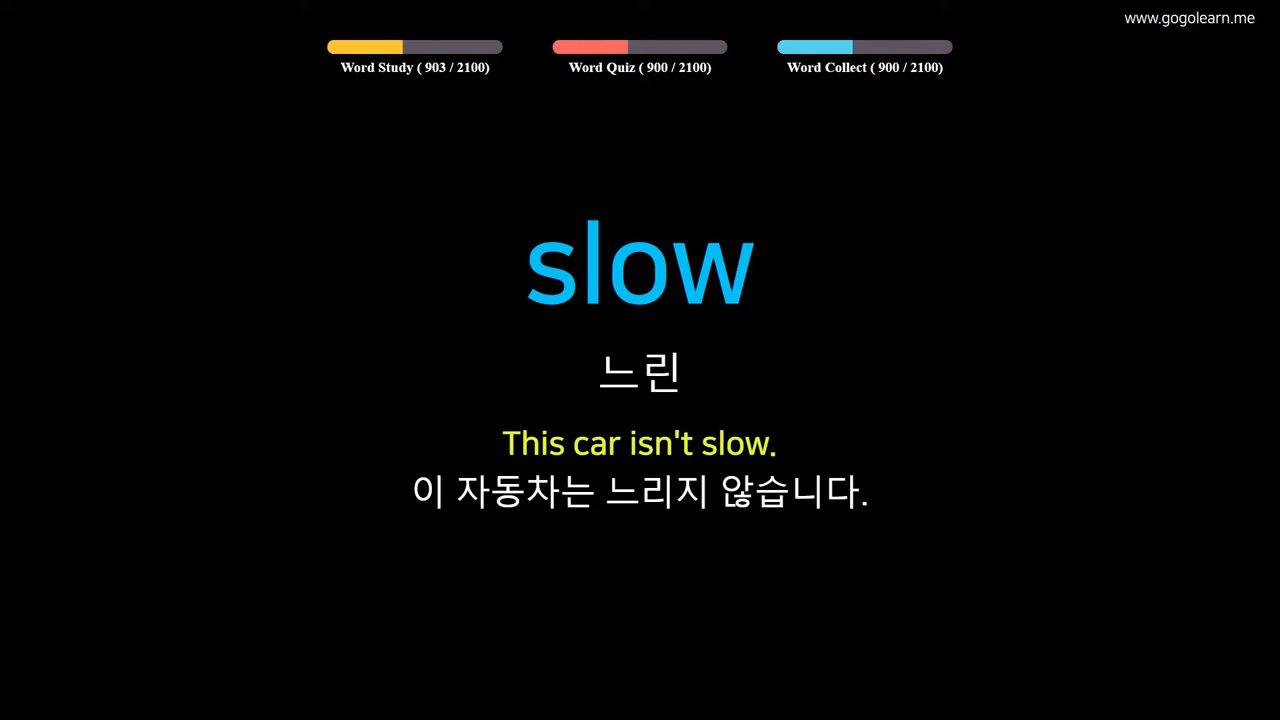 www.gogolearn.me
Word Study ( 903 / 2100)
Word Quiz ( 900 / 2100)
Word Collect ( 900 / 2100)
slow
느린
This car isn't slow.
이 자동차는 느리지 않습니다.